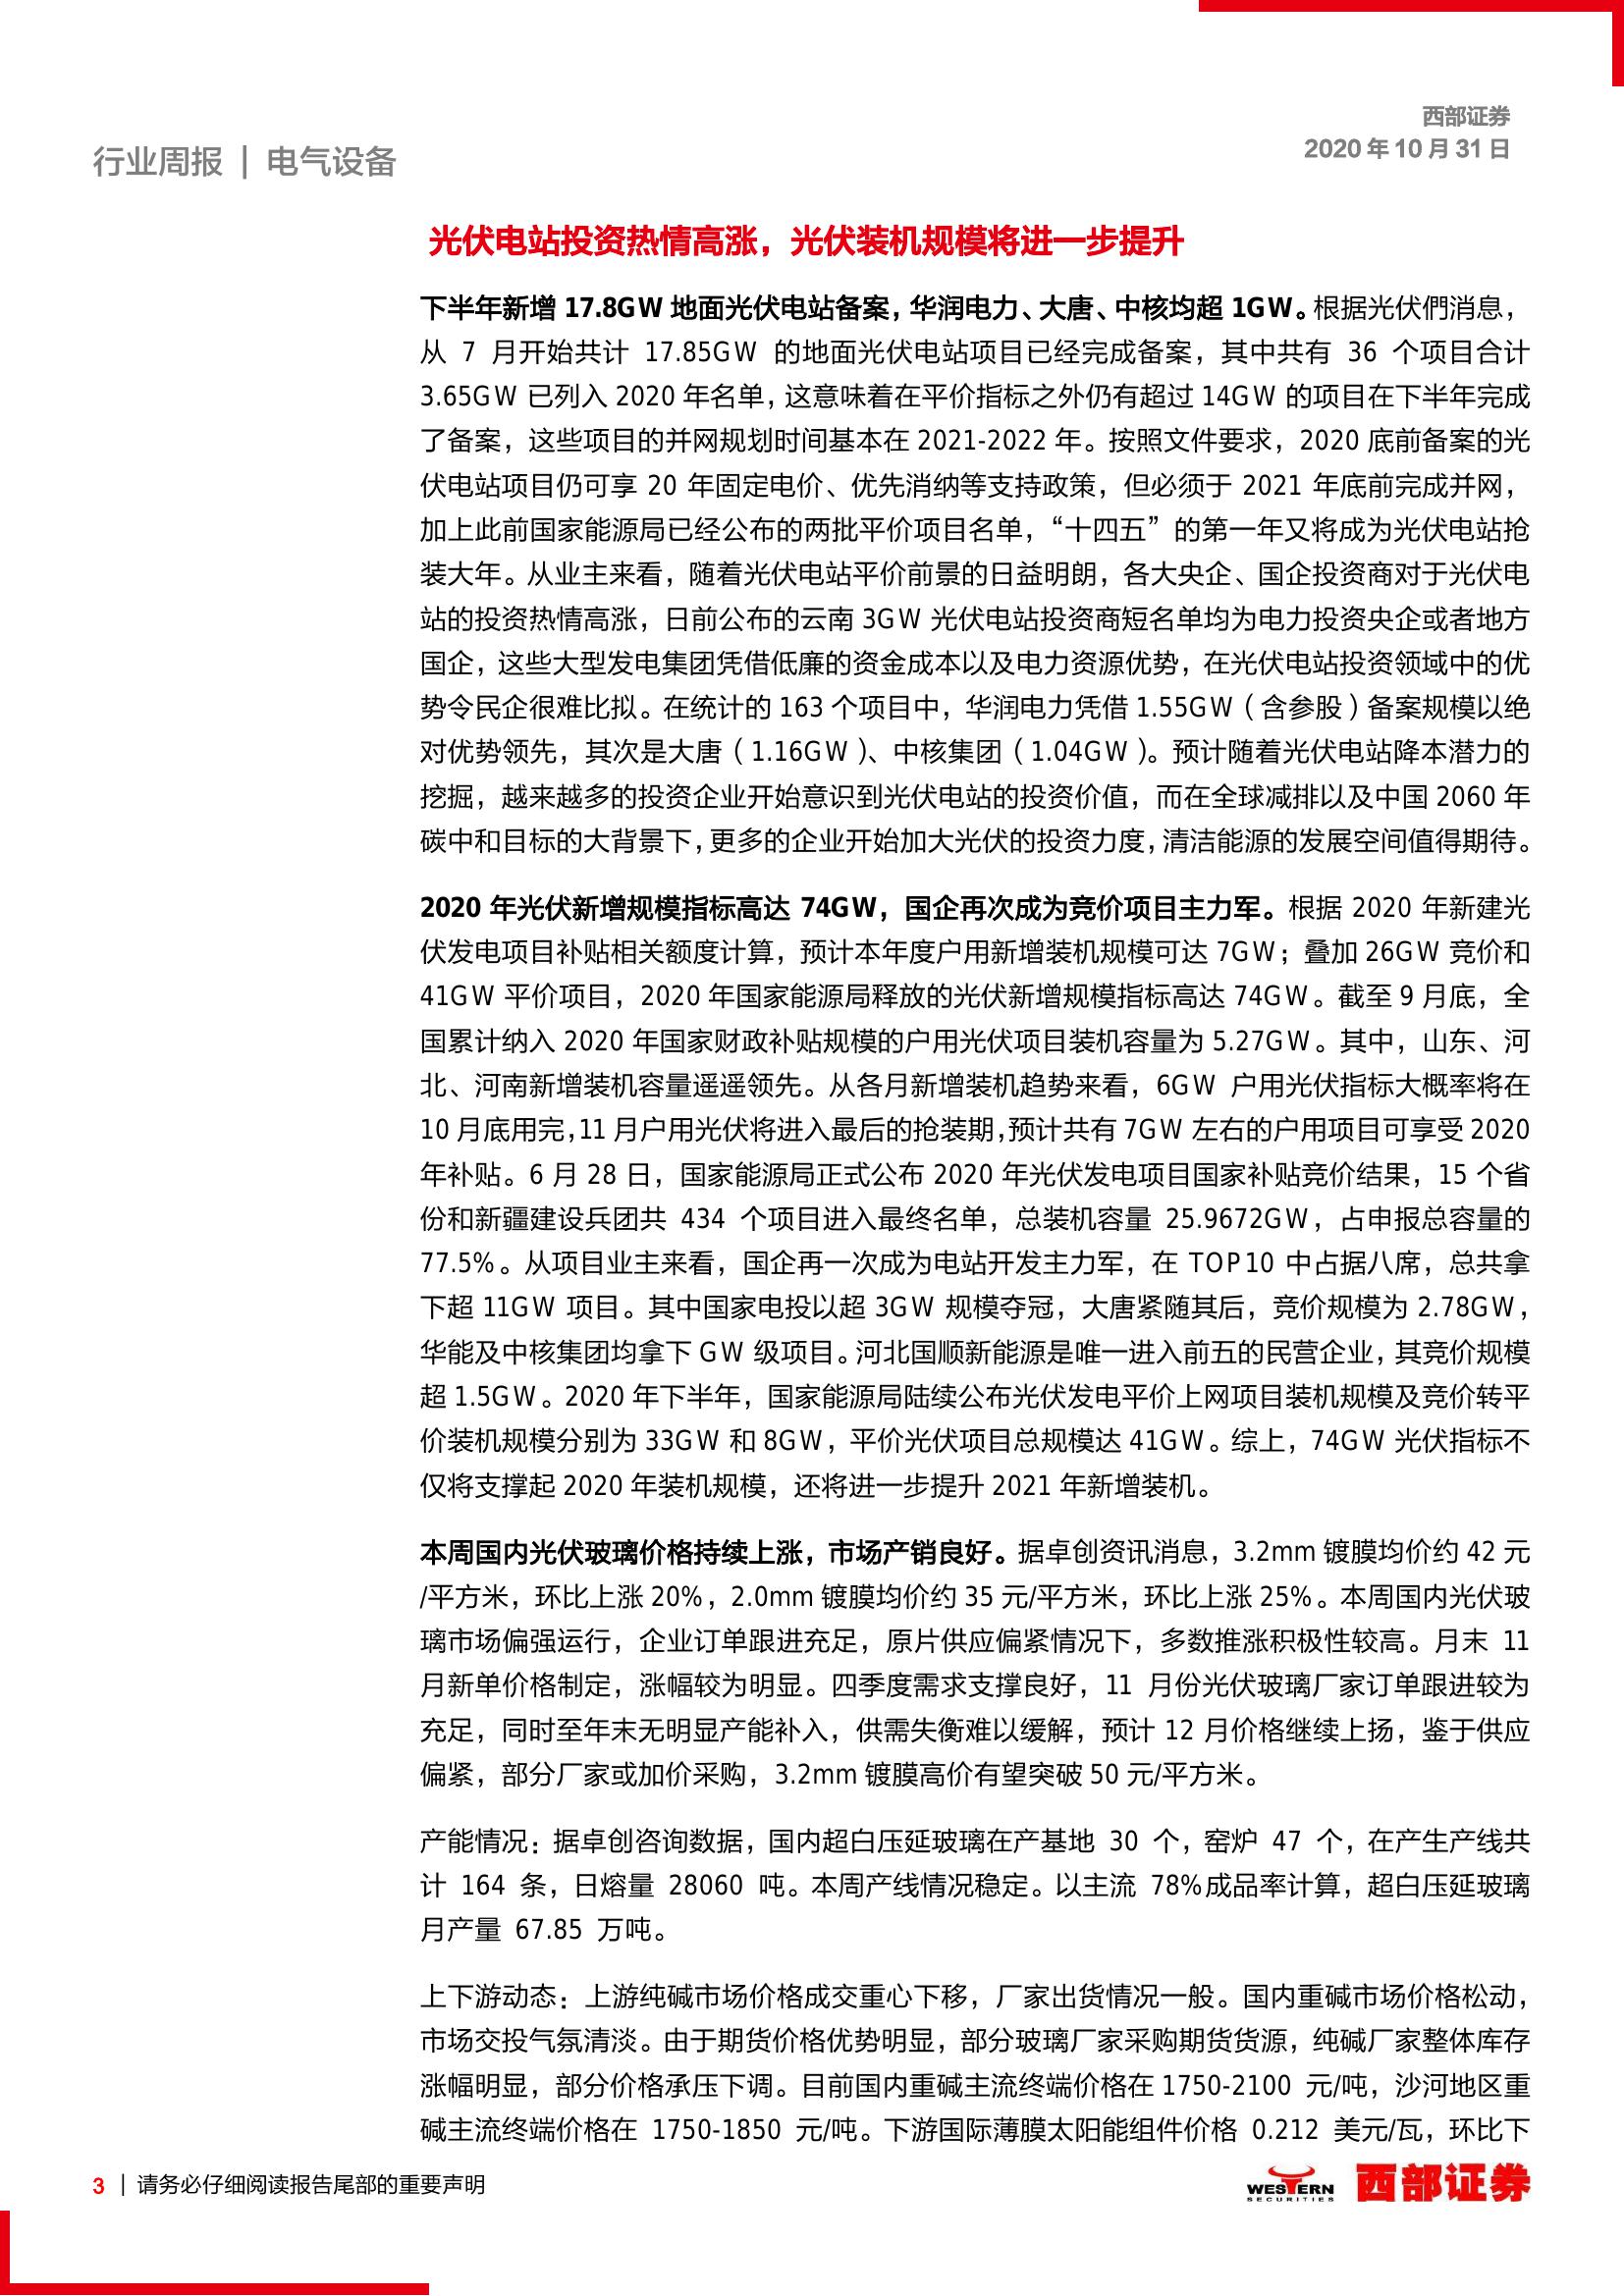 西部证券
2020 年 10 月 31 日
行业周报 | 电气设备
光伏电站投资热情高涨，光伏装机规模将进一步提升
下半年新增 17.8GW 地面光伏电站备案，华润电力、大唐、中核均超 1GW。根据光伏們消息，
从 7 月开始共计 17.85GW 的地面光伏电站项目已经完成备案，其中共有 36 个项目合计
3.65GW 已列入 2020 年名单，这意味着在平价指标之外仍有超过 14GW 的项目在下半年完成
了备案，这些项目的并网规划时间基本在 2021-2022 年。按照文件要求，2020 底前备案的光
伏电站项目仍可享 20 年固定电价、优先消纳等支持政策，但必须于 2021 年底前完成并网，
加上此前国家能源局已经公布的两批平价项目名单，“十四五”的第一年又将成为光伏电站抢
装大年。从业主来看，随着光伏电站平价前景的日益明朗，各大央企、国企投资商对于光伏电
站的投资热情高涨，日前公布的云南 3GW 光伏电站投资商短名单均为电力投资央企或者地方
国企，这些大型发电集团凭借低廉的资金成本以及电力资源优势，在光伏电站投资领域中的优
势令民企很难比拟。在统计的 163 个项目中，华润电力凭借 1.55GW（含参股）备案规模以绝
对优势领先，其次是大唐（1.16GW）、中核集团（1.04GW）。预计随着光伏电站降本潜力的
挖掘，越来越多的投资企业开始意识到光伏电站的投资价值，而在全球减排以及中国 2060 年
碳中和目标的大背景下，更多的企业开始加大光伏的投资力度，清洁能源的发展空间值得期待。
2020 年光伏新增规模指标高达 74GW，国企再次成为竞价项目主力军。根据 2020 年新建光
伏发电项目补贴相关额度计算，预计本年度户用新增装机规模可达 7GW；叠加 26GW 竞价和
41GW 平价项目，2020 年国家能源局释放的光伏新增规模指标高达 74GW。截至 9 月底，全
国累计纳入 2020 年国家财政补贴规模的户用光伏项目装机容量为 5.27GW。其中，山东、河
北、河南新增装机容量遥遥领先。从各月新增装机趋势来看，6GW 户用光伏指标大概率将在
10 月底用完，11 月户用光伏将进入最后的抢装期，预计共有 7GW 左右的户用项目可享受 2020
年补贴。6 月 28 日，国家能源局正式公布 2020 年光伏发电项目国家补贴竞价结果，15 个省
份和新疆建设兵团共 434 个项目进入最终名单，总装机容量 25.9672GW，占申报总容量的
77.5%。从项目业主来看，国企再一次成为电站开发主力军，在 TOP10 中占据八席，总共拿
下超 11GW 项目。其中国家电投以超 3GW 规模夺冠，大唐紧随其后，竞价规模为 2.78GW，
华能及中核集团均拿下 GW 级项目。河北国顺新能源是唯一进入前五的民营企业，其竞价规模
超 1.5GW。2020 年下半年，国家能源局陆续公布光伏发电平价上网项目装机规模及竞价转平
价装机规模分别为 33GW 和 8GW，平价光伏项目总规模达 41GW。综上，74GW 光伏指标不
仅将支撑起 2020 年装机规模，还将进一步提升 2021 年新增装机。
本周国内光伏玻璃价格持续上涨，市场产销良好。据卓创资讯消息，3.2mm 镀膜均价约 42 元
/平方米，环比上涨 20%，2.0mm 镀膜均价约 35 元/平方米，环比上涨 25%。本周国内光伏玻
璃市场偏强运行，企业订单跟进充足，原片供应偏紧情况下，多数推涨积极性较高。月末 11
月新单价格制定，涨幅较为明显。四季度需求支撑良好，11 月份光伏玻璃厂家订单跟进较为
充足，同时至年末无明显产能补入，供需失衡难以缓解，预计 12 月价格继续上扬，鉴于供应
偏紧，部分厂家或加价采购，3.2mm 镀膜高价有望突破 50 元/平方米。
产能情况：据卓创咨询数据，国内超白压延玻璃在产基地 30 个，窑炉 47 个，在产生产线共
计 164 条，日熔量 28060 吨。本周产线情况稳定。以主流 78%成品率计算，超白压延玻璃
月产量 67.85 万吨。
上下游动态：上游纯碱市场价格成交重心下移，厂家出货情况一般。国内重碱市场价格松动，
市场交投气氛清淡。由于期货价格优势明显，部分玻璃厂家采购期货货源，纯碱厂家整体库存
涨幅明显，部分价格承压下调。目前国内重碱主流终端价格在 1750-2100 元/吨，沙河地区重
碱主流终端价格在 1750-1850 元/吨。下游国际薄膜太阳能组件价格 0.212 美元/瓦，环比下
3 | 请务必仔细阅读报告尾部的重要声明
WESTERN
SECURITIES
西部证券